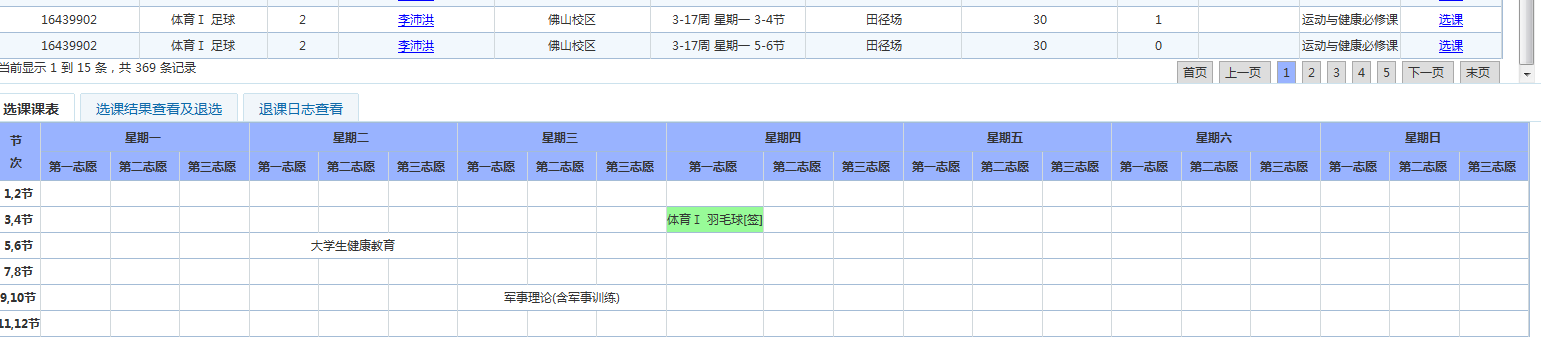 16439902 体育Ⅰ 足球 2 李沛洪 佛山校区 3-17周 星期一 3-4节 田径场 30 1 运动与健康必修课 选课
16439902 体育Ⅰ 足球 2 李沛洪 佛山校区 3-17周 星期一 5-6节 田径场 30 0 运动与健康必修课 选课
当前显示 1 到 15 条，共 369 条记录
首页 上一页 1 2 3 4 5 下一页 末页
选课课表 选课结果查看及退选 退课日志查看
节次 星期一 星期二 星期三 星期四 星期五 星期六 星期日
第一志愿 第二志愿 第三志愿 第一志愿 第二志愿 第三志愿 第一志愿 第二志愿 第三志愿 第一志愿 第二志愿 第三志愿 第一志愿 第二志愿 第三志愿 第一志愿 第二志愿 第三志愿 第一志愿 第二志愿 第三志愿
1,2节
3,4节 体育Ⅰ 羽毛球[签]
5,6节 大学生健康教育
7,8节
9,10节 军事理论(含军事训练)
11,12节